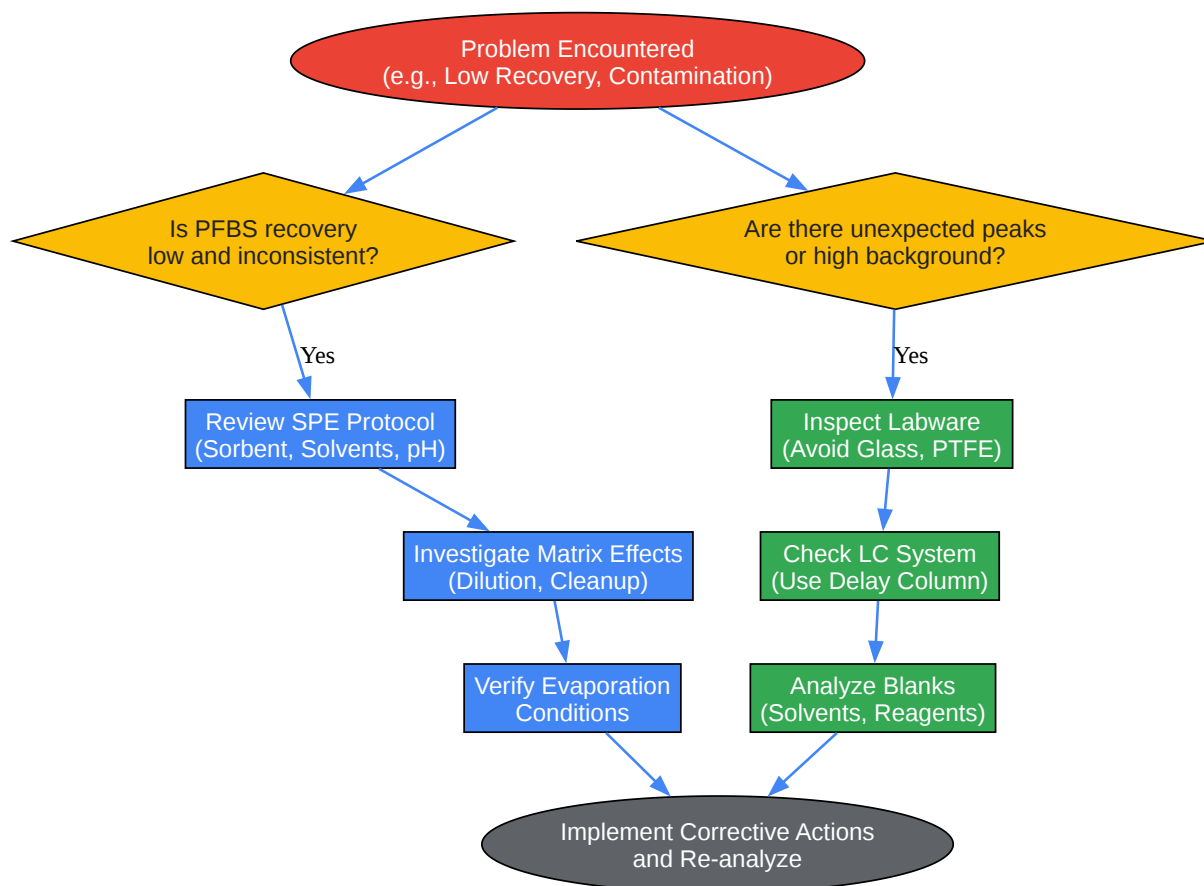 Problem Encountered
(e.g., Low Recovery, Contamination)
Is PFBS recovery
low and inconsistent?
Are there unexpected peaks
or high background?
Yes
Yes
Review SPE Protocol
(Sorbent, Solvents, pH)
Inspect Labware
(Avoid Glass, PTFE)
Investigate Matrix Effects
(Dilution, Cleanup)
Check LC System
(Use Delay Column)
Verify Evaporation
Conditions
Analyze Blanks
(Solvents, Reagents)
Implement Corrective Actions
and Re-analyze